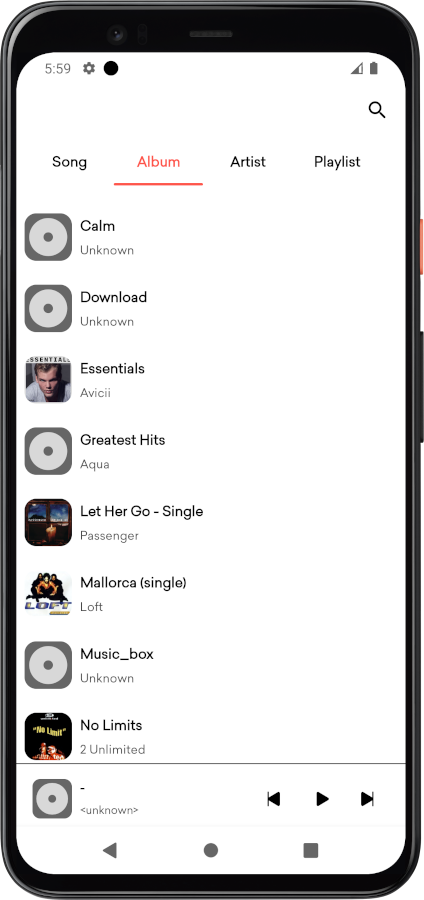 5:59
Song Album Artist Playlist
Calm
Unknown
Download
Unknown
ESSENTIALS
Essentials
Avicii
Greatest Hits
Aqua
Let Her Go - Single
Passenger
Mallorca (single)
LOFT
Loft
Music_box
Unknown
No Limits
"No Limit"
2 Unlimited
-
<unknown>